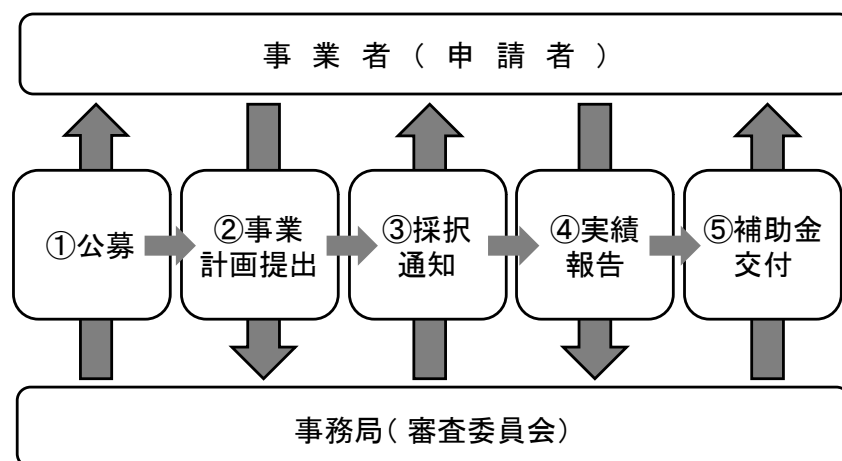 事業者(申請者)
①公募
②事業
計画提出
③採択
通知
④実績
報告
⑤補助金
交付
事務局(審査委員会)